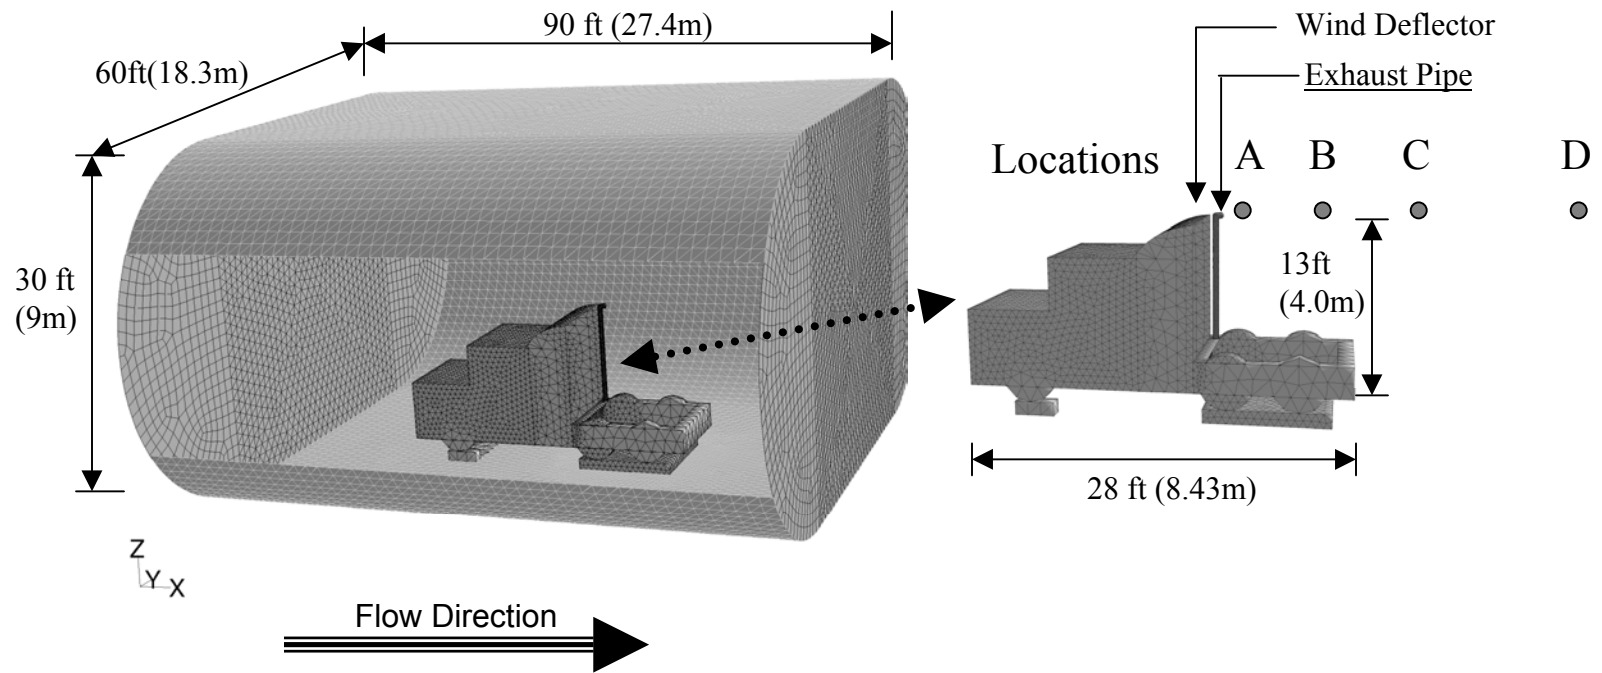 90 ft (27.4m)
60ft(18.3m)
30 ft
(9m)
Z
Y
X
Flow Direction
Wind Deflector
Exhaust Pipe
Locations A B C D
13ft
(4.0m)
28 ft (8.43m)